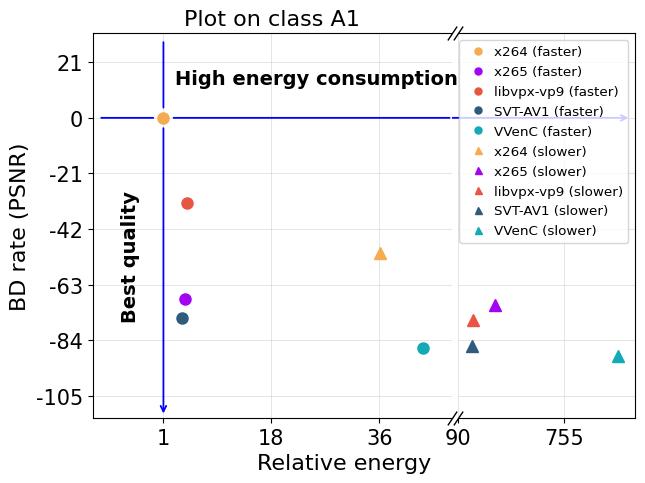 Plot on class A1
BD rate (PSNR)
21
0
-21
-42
-63
-84
-105
High energy consumption
Best quality
x264 (faster)
x265 (faster)
libvpx-vp9 (faster)
SVT-AV1 (faster)
VVenC (faster)
x264 (slower)
x265 (slower)
libvpx-vp9 (slower)
SVT-AV1 (slower)
VVenC (slower)
1 18 36 90 755
Relative energy